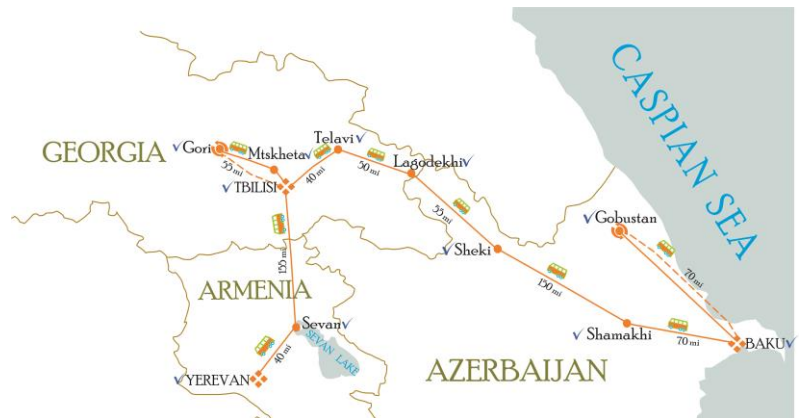 CASPIAN SEA
GEORGIA
Gori
Mtskheta
Telavi
Lagodekhi
55 mi
TBILISI
40 mi
50 mi
55 mi
Gobustan
155 mi
Sheki
70 mi
150 mi
ARMENIA
Sevan
SEVAN LAKE
Shamakhi
70 mi
BAKU
40 mi
YEREVAN
AZERBAIJAN